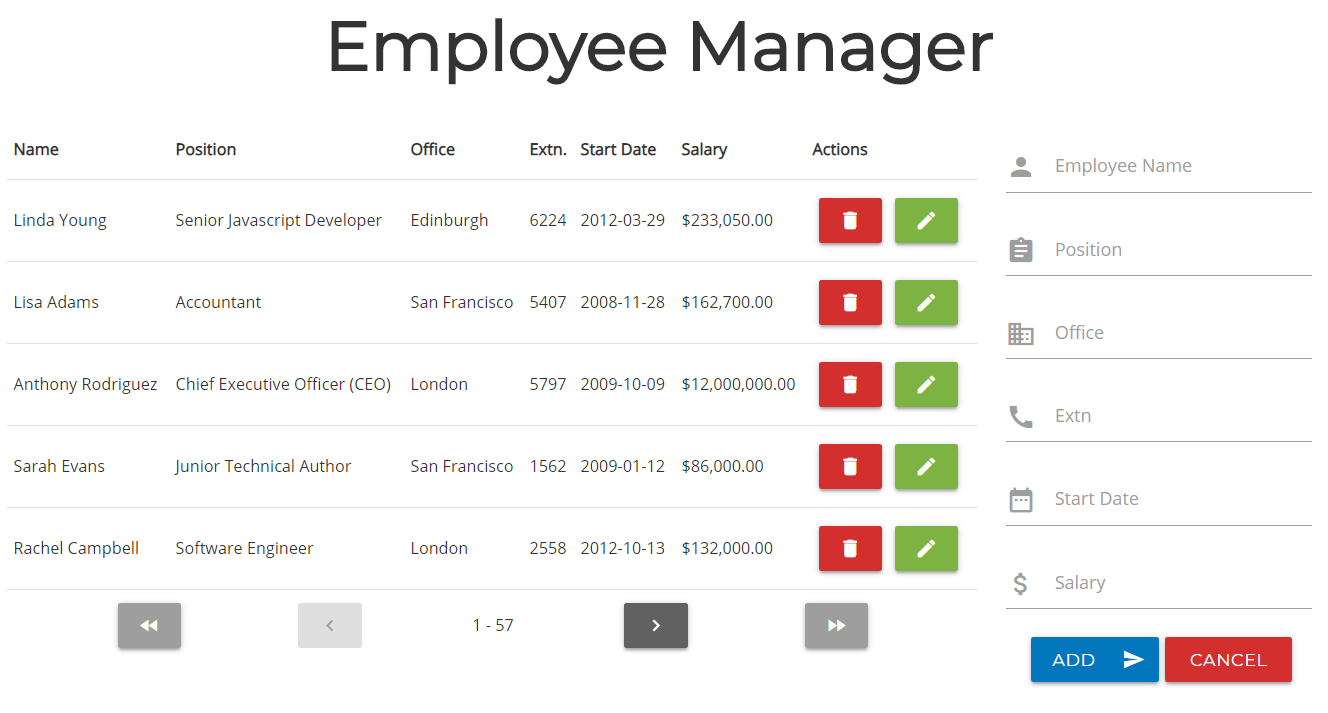 Employee Manager
Name Position Office Extn. Start Date Salary Actions
Linda Young Senior Javascript Developer Edinburgh 6224 2012-03-29 $233,050.00
Lisa Adams Accountant San Francisco 5407 2008-11-28 $162,700.00
Anthony Rodriguez Chief Executive Officer (CEO) London 5797 2009-10-09 $12,000,000.00
Sarah Evans Junior Technical Author San Francisco 1562 2009-01-12 $86,000.00
Rachel Campbell Software Engineer London 2558 2012-10-13 $132,000.00
1 - 57
Employee Name
Position
Office
Extn
Start Date
Salary
ADD CANCEL